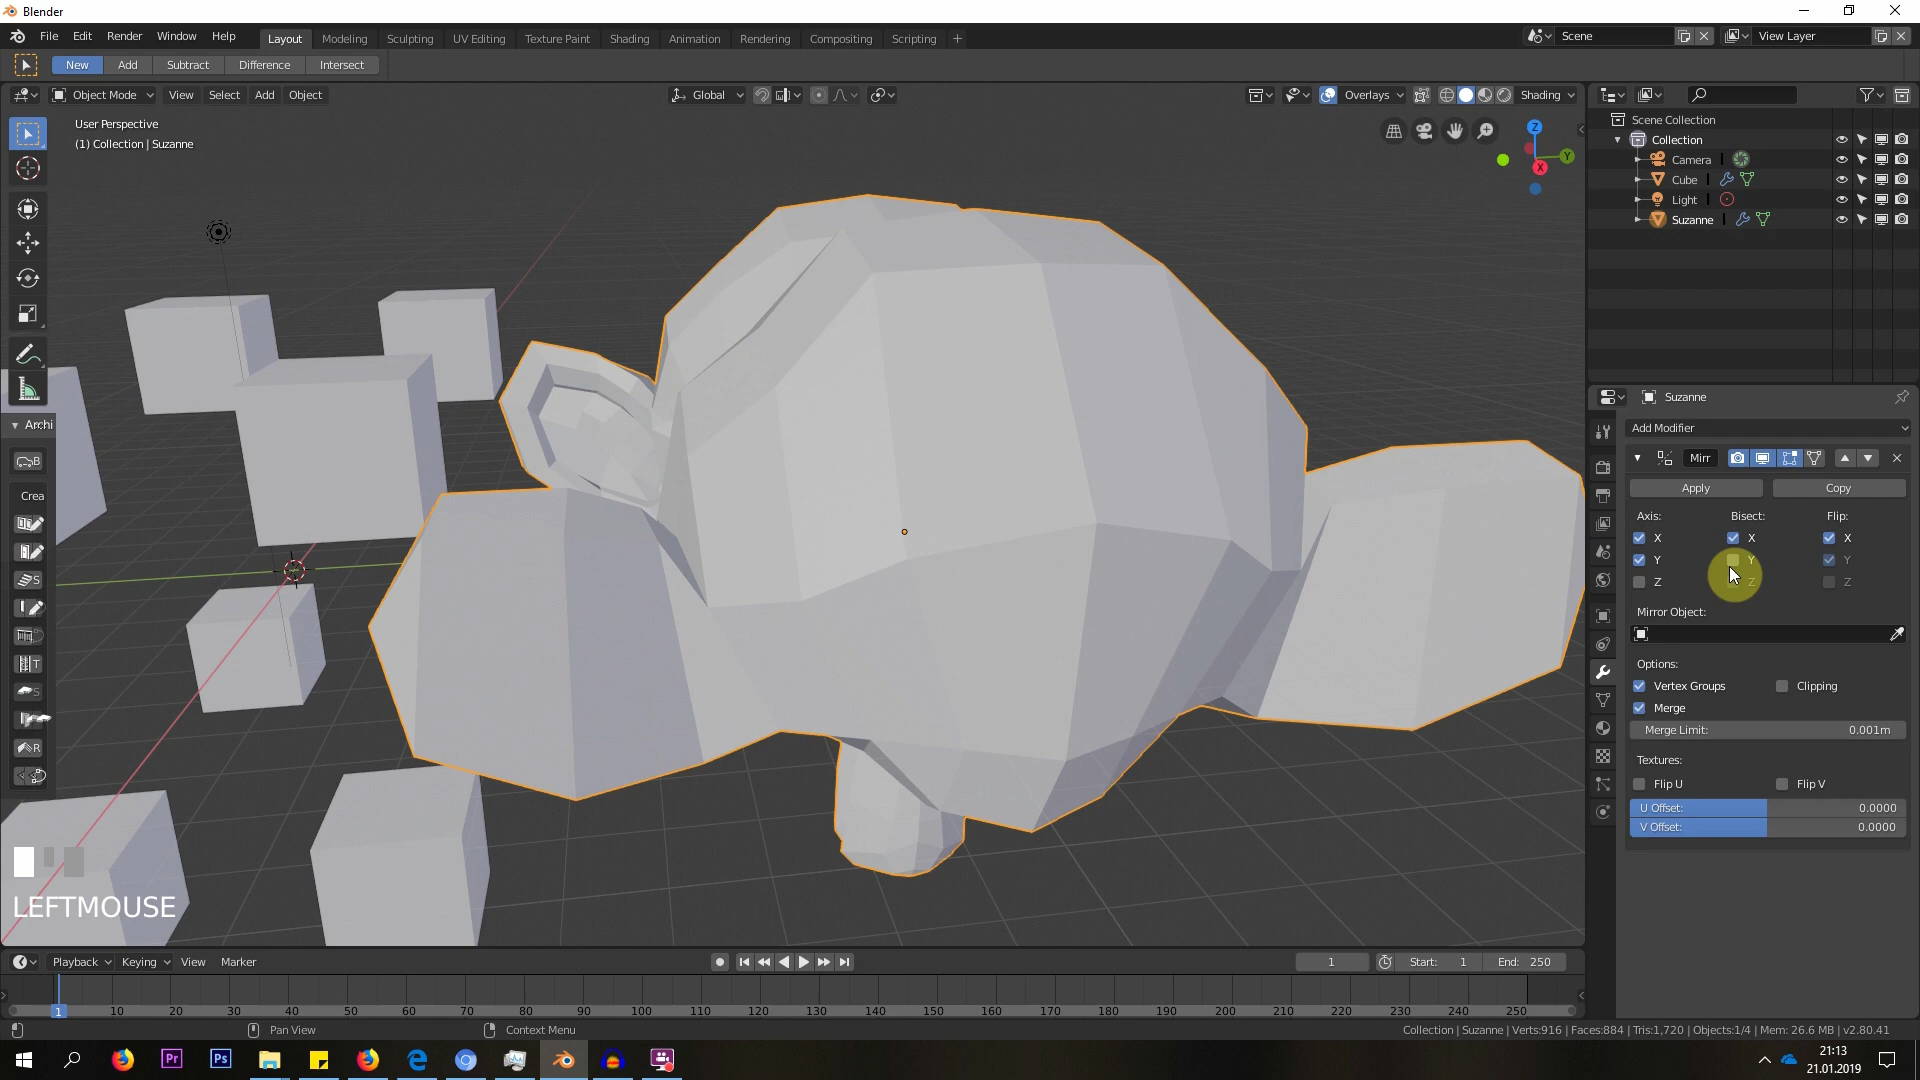 Blender
File Edit Render Window Help Layout Modeling Sculpting UV Editing Texture Paint Shading Animation Rendering Compositing Scripting + Scene View Layer
New Add Subtract Difference Intersect
Object Mode View Select Add Object Global Overlays Shading
User Perspective
(1) Collection | Suzanne
Z
Y
X
Scene Collection
Collection
Camera
Cube
Light
Suzanne
Suzanne
Add Modifier
Mirr
Apply Copy
Axis: Bisect: Flip:
X X X
Y Y Y
Z Z Z
Mirror Object:
Options:
Vertex Groups Clipping
Merge
Merge Limit: 0.001m
Textures:
Flip U Flip V
U Offset: 0.0000
V Offset: 0.0000
Archi
B
Crea
S
T
S
R
LEFTMOUSE
Playback Keying View Marker 1 Start: 1 End: 250
1 10 20 30 40 50 60 70 80 90 100 110 120 130 140 150 160 170 180 190 200 210 220 230 240 250
Pan View Context Menu Collection | Suzanne | Verts:916 | Faces:884 | Tris:1,720 | Objects:1/4 | Mem: 26.6 MB | v2.80.41
Pr Ps
21:13
21.01.2019